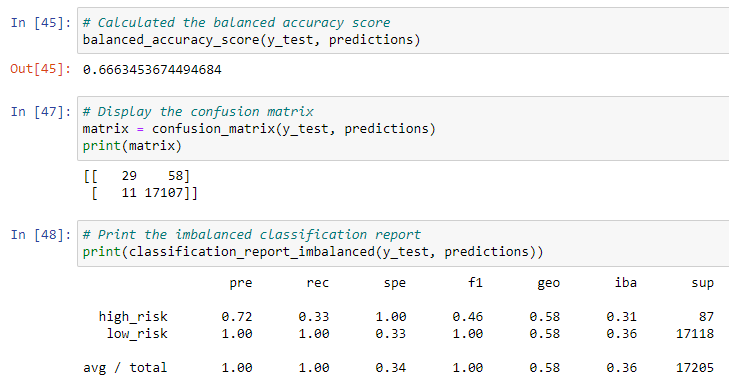 In [45]: # Calculated the balanced accuracy score
balanced_accuracy_score(y_test, predictions)
Out[45]: 0.6663453674494684
In [47]: # Display the confusion matrix
matrix = confusion_matrix(y_test, predictions)
print(matrix)
[[ 29 58]
[ 11 17107]]
In [48]: # Print the imbalanced classification report
print(classification_report_imbalanced(y_test, predictions))
pre rec spe f1 geo iba sup
high_risk 0.72 0.33 1.00 0.46 0.58 0.31 87
low_risk 1.00 1.00 0.33 1.00 0.58 0.36 17118
avg / total 1.00 1.00 0.34 1.00 0.58 0.36 17205